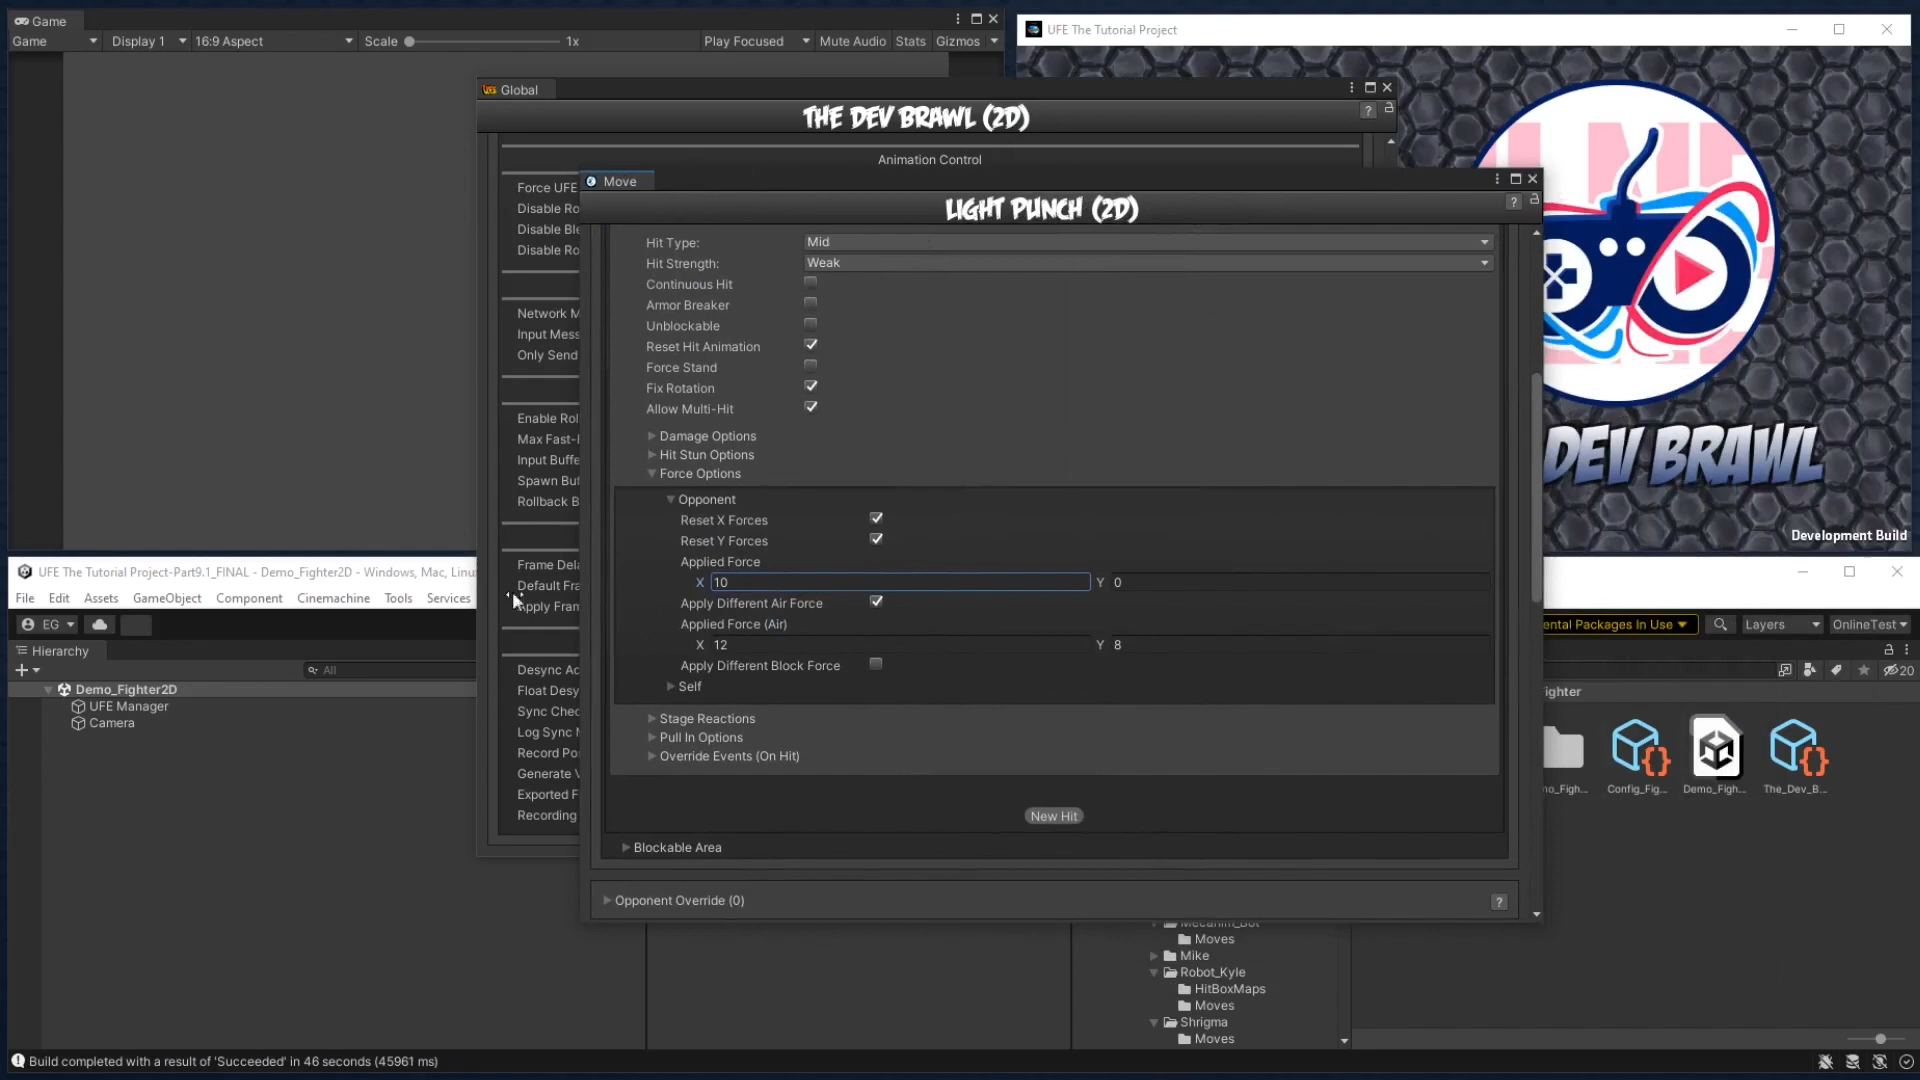 Game
Game Display 1 16:9 Aspect Scale 1x Play Focused Mute Audio Stats Gizmos
UFE The Tutorial Project
DEV BRAWL
Development Build
Global
THE DEV BRAWL (2D)
?
Animation Control
Force UFE
Disable Ro
Disable Ble
Disable Ro
Network M
Input Mess
Only Send
Enable Rol
Max Fast-
Input Buffe
Spawn Buf
Rollback B
Frame Dela
Default Fra
Apply Fram
Desync Ac
Float Desy
Sync Chec
Log Sync
Record Po
Generate V
Exported F
Recording
Move
LIGHT PUNCH (2D)
?
Hit Type: Mid
Hit Strength: Weak
Continuous Hit
Armor Breaker
Unblockable
Reset Hit Animation
Force Stand
Fix Rotation
Allow Multi-Hit
Damage Options
Hit Stun Options
Force Options
Opponent
Reset X Forces
Reset Y Forces
Applied Force
X 10 Y 0
Apply Different Air Force
Applied Force (Air)
X 12 Y 8
Apply Different Block Force
Self
Stage Reactions
Pull In Options
Override Events (On Hit)
New Hit
Blockable Area
Opponent Override (0) ?
UFE The Tutorial Project-Part9.1_FINAL - Demo_Fighter2D - Windows, Mac, Linu
File Edit Assets GameObject Component Cinemachine Tools Services
EG
ental Packages In Use Layers OnlineTest
Hierarchy
All
20
Demo_Fighter2D
UFE Manager
Camera
ighter
no_Figh... Config_Fig... Demo_Figh... The_Dev_B...
Mecanim_Bot
Moves
Mike
Robot_Kyle
HitBoxMaps
Moves
Shrigma
Moves
Build completed with a result of 'Succeeded' in 46 seconds (45961 ms)